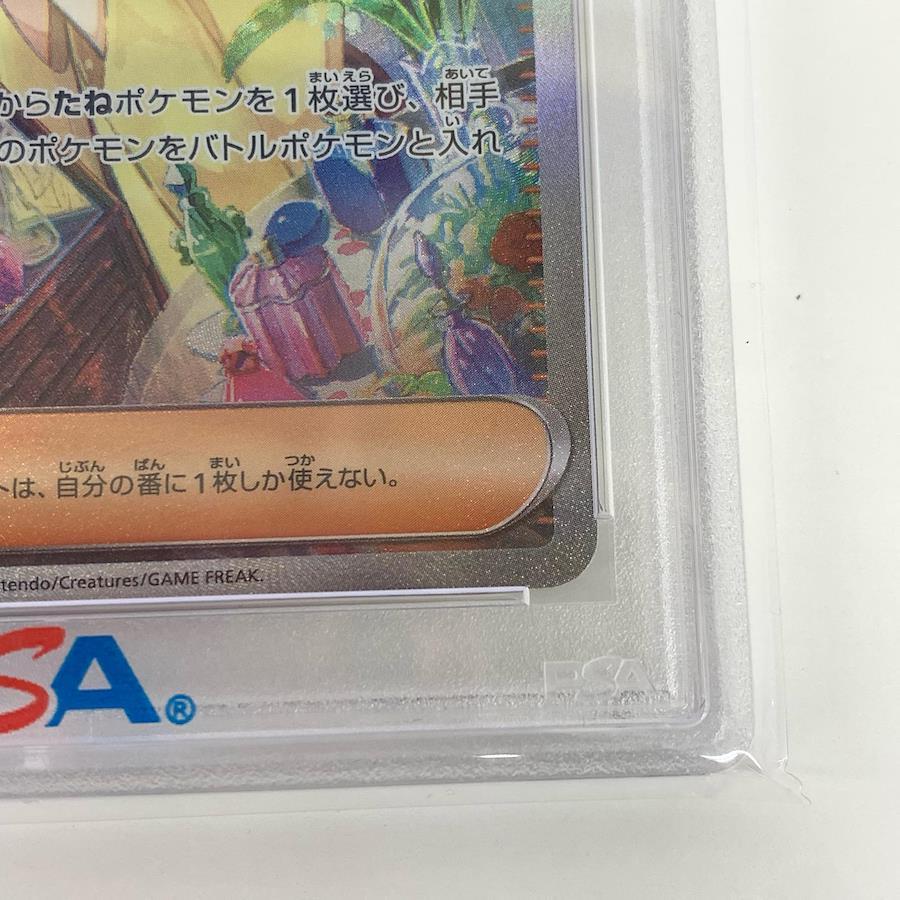 からたねポケモンを1枚選び、相手
のポケモンをバトルポケモンと入れ
トは、自分の番に1枚しか使えない。
tendo/Creatures/GAME FREAK.
SA®
PSA